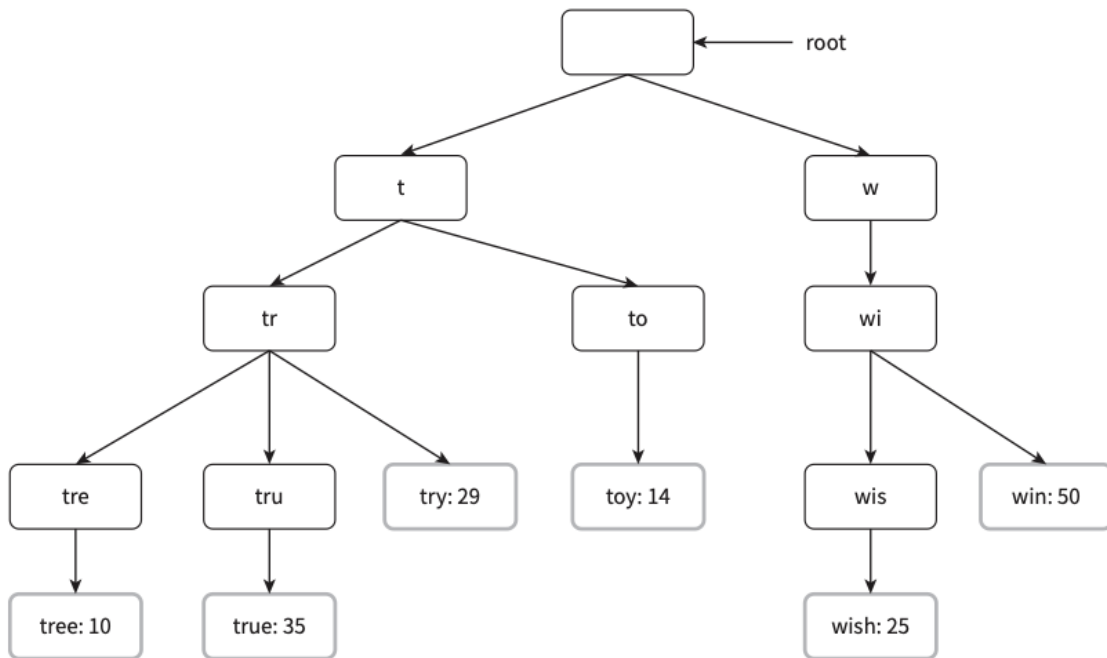 root
t
w
tr
to
wi
tre
tru
try: 29
toy: 14
wis
win: 50
tree: 10
true: 35
wish: 25